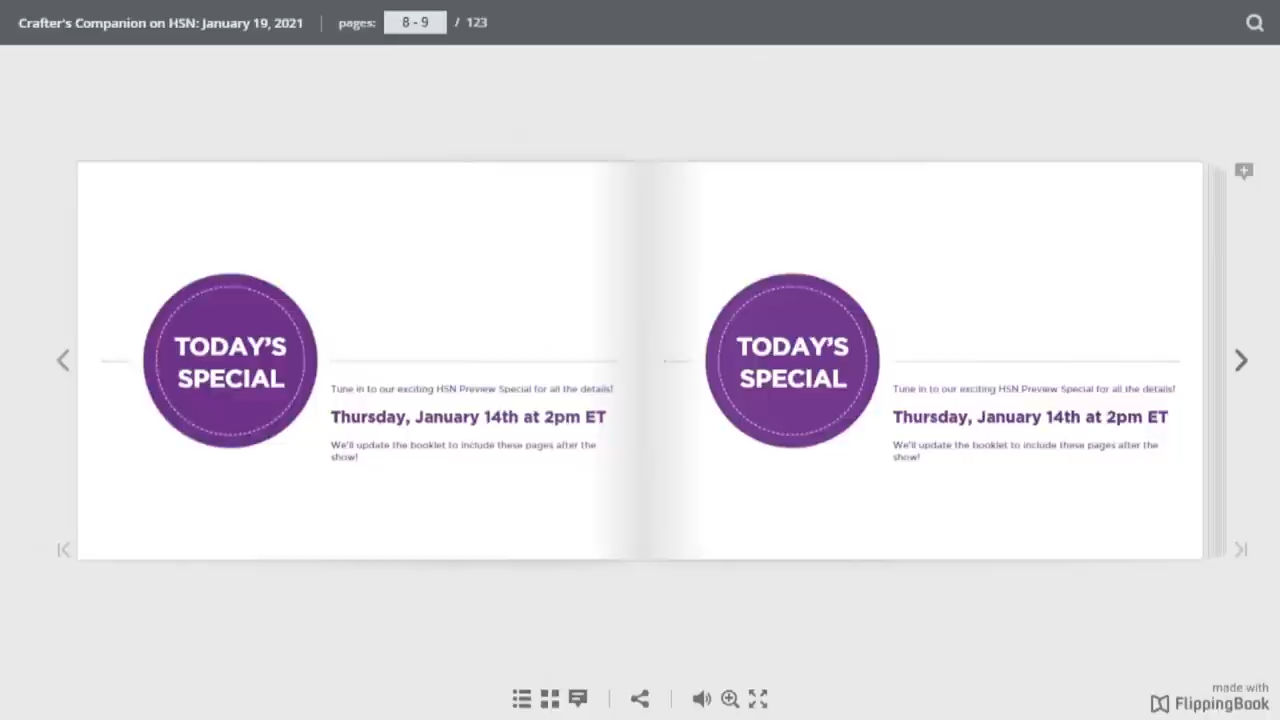 Crafter's Companion on HSN: January 19, 2021
pages: 8 - 9 / 123
TODAY'S
SPECIAL
Tune in to our exciting HSN Preview Special for all the details!
Thursday, January 14th at 2pm ET
We'll update the booklet to include these pages after the
show!
TODAY'S
SPECIAL
Tune in to our exciting HSN Preview Special for all the details!
Thursday, January 14th at 2pm ET
We'll update the booklet to include these pages after the
show!
made with
FlippingBook